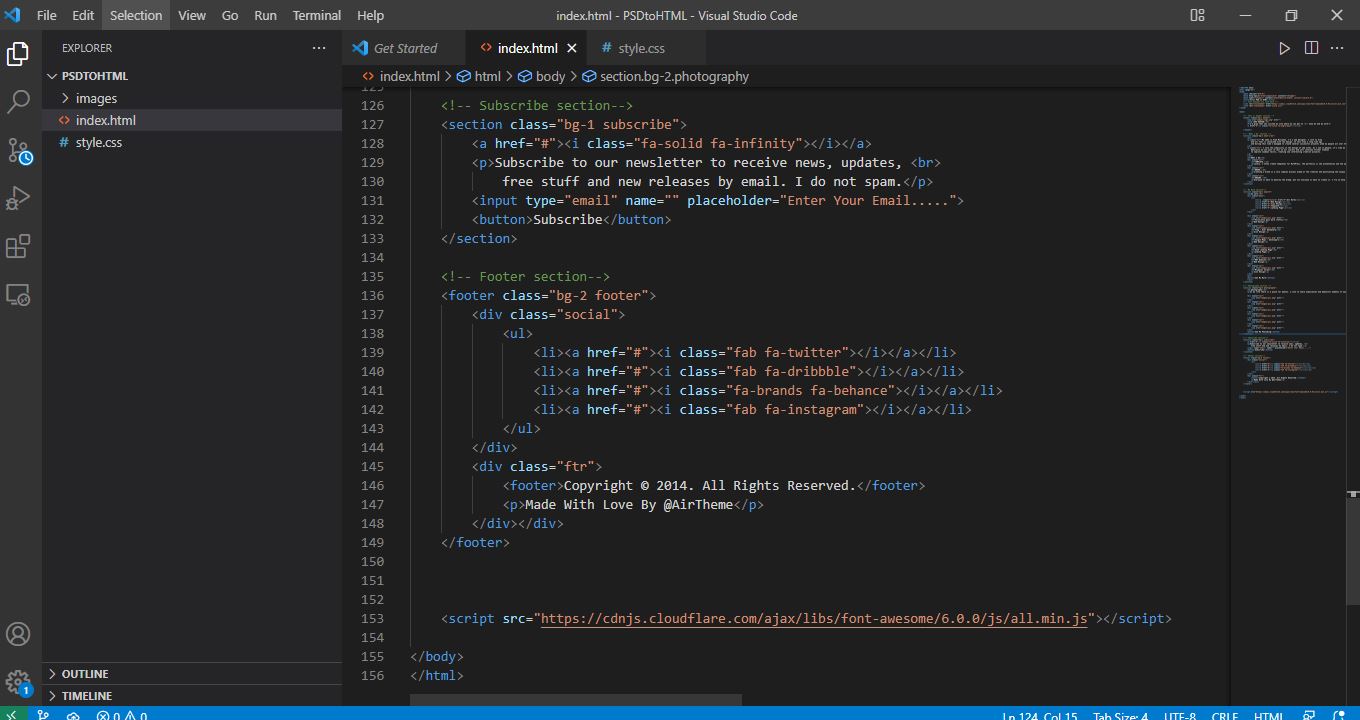 File Edit Selection View Go Run Terminal Help index.html - PSDtoHTML - Visual Studio Code
EXPLORER
PSDTOHTML
images
index.html
style.css
OUTLINE
TIMELINE
1
Get Started index.html style.css
index.html > html > body > section.bg-2.photography
125
126 <!-- Subscribe section-->
127 <section class="bg-1 subscribe">
128 <a href="#"><i class="fa-solid fa-infinity"></i></a>
129 <p>Subscribe to our newsletter to receive news, updates, <br>
130 free stuff and new releases by email. I do not spam.</p>
131 <input type="email" name="" placeholder="Enter Your Email.....">
132 <button>Subscribe</button>
133 </section>
134
135 <!-- Footer section-->
136 <footer class="bg-2 footer">
137 <div class="social">
138 <ul>
139 <li><a href="#"><i class="fab fa-twitter"></i></a></li>
140 <li><a href="#"><i class="fab fa-dribbble"></i></a></li>
141 <li><a href="#"><i class="fa-brands fa-behance"></i></a></li>
142 <li><a href="#"><i class="fab fa-instagram"></i></a></li>
143 </ul>
144 </div>
145 <div class="ftr">
146 <footer>Copyright © 2014. All Rights Reserved.</footer>
147 <p>Made With Love By @AirTheme</p>
148 </div></div>
149 </footer>
150
151
152
153 <script src="https://cdnjs.cloudflare.com/ajax/libs/font-awesome/6.0.0/js/all.min.js"></script>
154
155 </body>
156 </html>
0 0 Ln 124, Col 15 Tab Size: 4 UTF-8 CRLF HTML